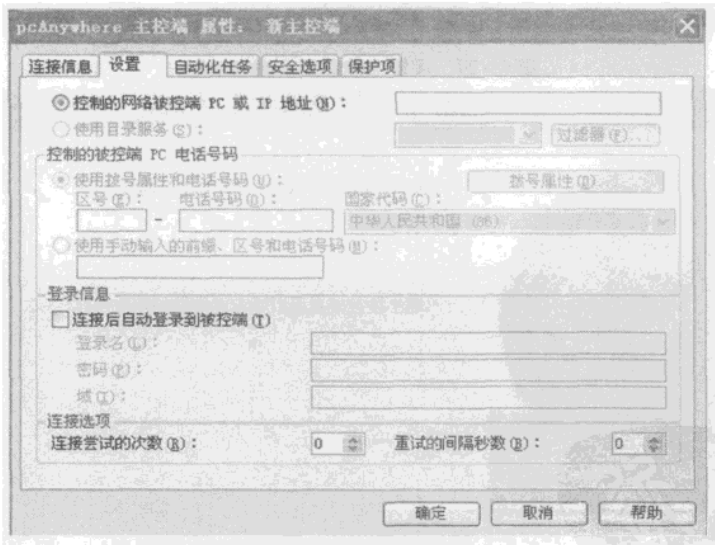 pcAnywhere 主控端 属性: 新主控端
连接信息 设置 自动化任务 安全选项 保护项
控制的网络被控端 PC 或 IP 地址(N):
使用目录服务(S):
过滤器(F)...
控制的被控端 PC 电话号码
使用拨号属性和电话号码(U):
拨号属性(D)...
区号(E): 电话号码(O): 国家代码(C):
- 中华人民共和国 (86)
使用手动输入的前缀、区号和电话号码(M):
登录信息
连接后自动登录到被控端(T)
登录名(L):
密码(P):
域(I):
连接选项
连接尝试的次数(R): 0 重试的间隔秒数(B): 0
确定 取消 帮助